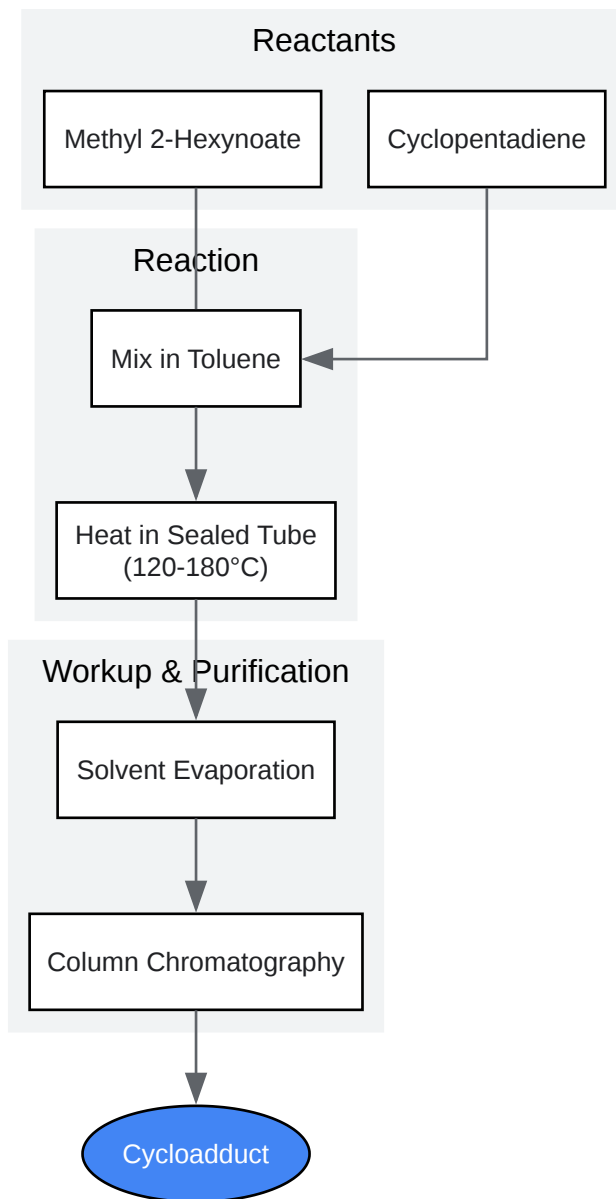 Reactants
Methyl 2-Hexynoate
Cyclopentadiene
Reaction
Mix in Toluene
Heat in Sealed Tube
(120-180°C)
Workup & Purification
Solvent Evaporation
Column Chromatography
Cycloadduct